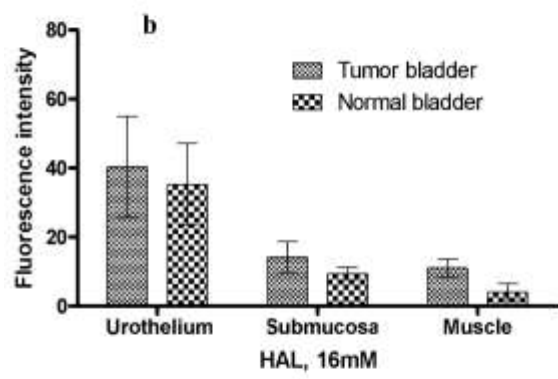 b
80
60
40
20
0
Fluorescence intensity
Tumor bladder
Normal bladder
Urothelium Submucosa Muscle
HAL, 16mM